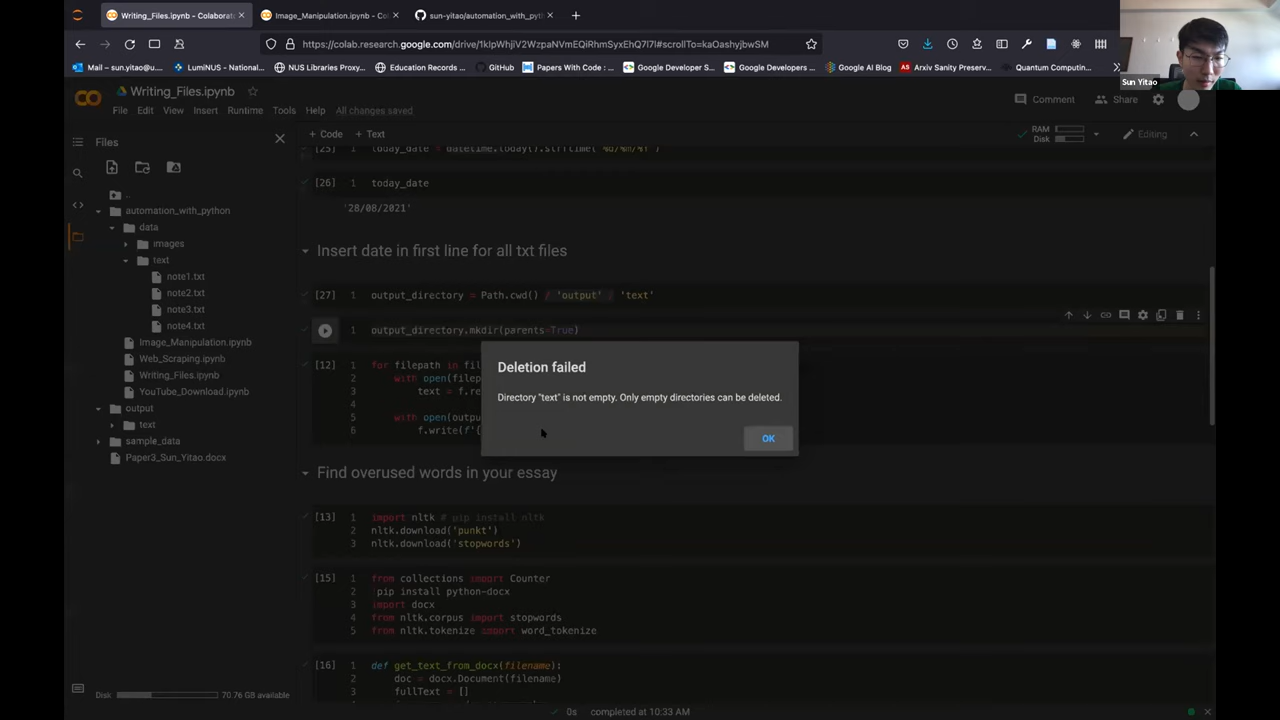 Writing_Files.ipynb - Colaborato
Image_Manipulation.ipynb - Col
sun-yitao/automation_with_pyth
https://colab.research.google.com/drive/1klpWhjiV2WzpaNVmEQiRhmSyxEhQ7l7l#scrollTo=kaOashyjbwSM
Mail – sun.yitao@u....
LumiNUS - National...
NUS Libraries Proxy...
Education Records ...
GitHub
Papers With Code : ...
Google Developer S...
Google Developers ...
Google AI Blog
Arxiv Sanity Preserv...
Quantum Computin...
Sun Yitao
Writing_Files.ipynb
File Edit View Insert Runtime Tools Help All changes saved
Comment
Share
Files
+ Code + Text
RAM
Disk
Editing
..
automation_with_python
data
images
text
note1.txt
note2.txt
note3.txt
note4.txt
Image_Manipulation.ipynb
Web_Scraping.ipynb
Writing_Files.ipynb
YouTube_Download.ipynb
output
text
sample_data
Paper3_Sun_Yitao.docx
Disk
70.76 GB available
[25] 1 today_date = datetime.today().strftime('%d/%m/%Y')
[26] 1 today_date
'28/08/2021'
Insert date in first line for all txt files
[27] 1 output_directory = Path.cwd() / 'output' / 'text'
1 output_directory.mkdir(parents=True)
[12] 1 for filepath in fil
2 with open(filep
3 text = f.re
4
5 with open(outpu
6 f.write(f'{
Deletion failed
Directory "text" is not empty. Only empty directories can be deleted.
OK
Find overused words in your essay
[13] 1 import nltk # pip install nltk
2 nltk.download('punkt')
3 nltk.download('stopwords')
[15] 1 from collections import Counter
2 !pip install python-docx
3 import docx
4 from nltk.corpus import stopwords
5 from nltk.tokenize import word_tokenize
[16] 1 def get_text_from_docx(filename):
2 doc = docx.Document(filename)
3 fullText = []
0s completed at 10:33 AM